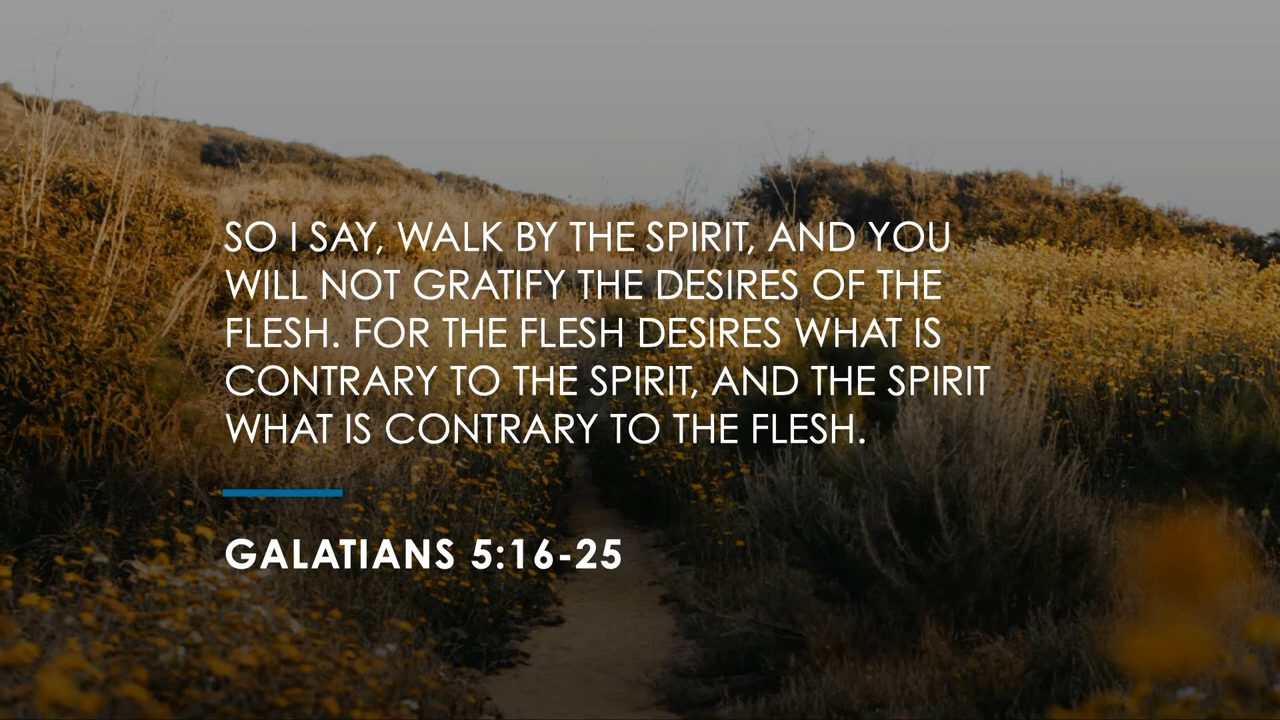 SO I SAY, WALK BY THE SPIRIT, AND YOU
WILL NOT GRATIFY THE DESIRES OF THE
FLESH. FOR THE FLESH DESIRES WHAT IS
CONTRARY TO THE SPIRIT, AND THE SPIRIT
WHAT IS CONTRARY TO THE FLESH.
GALATIANS 5:16-25